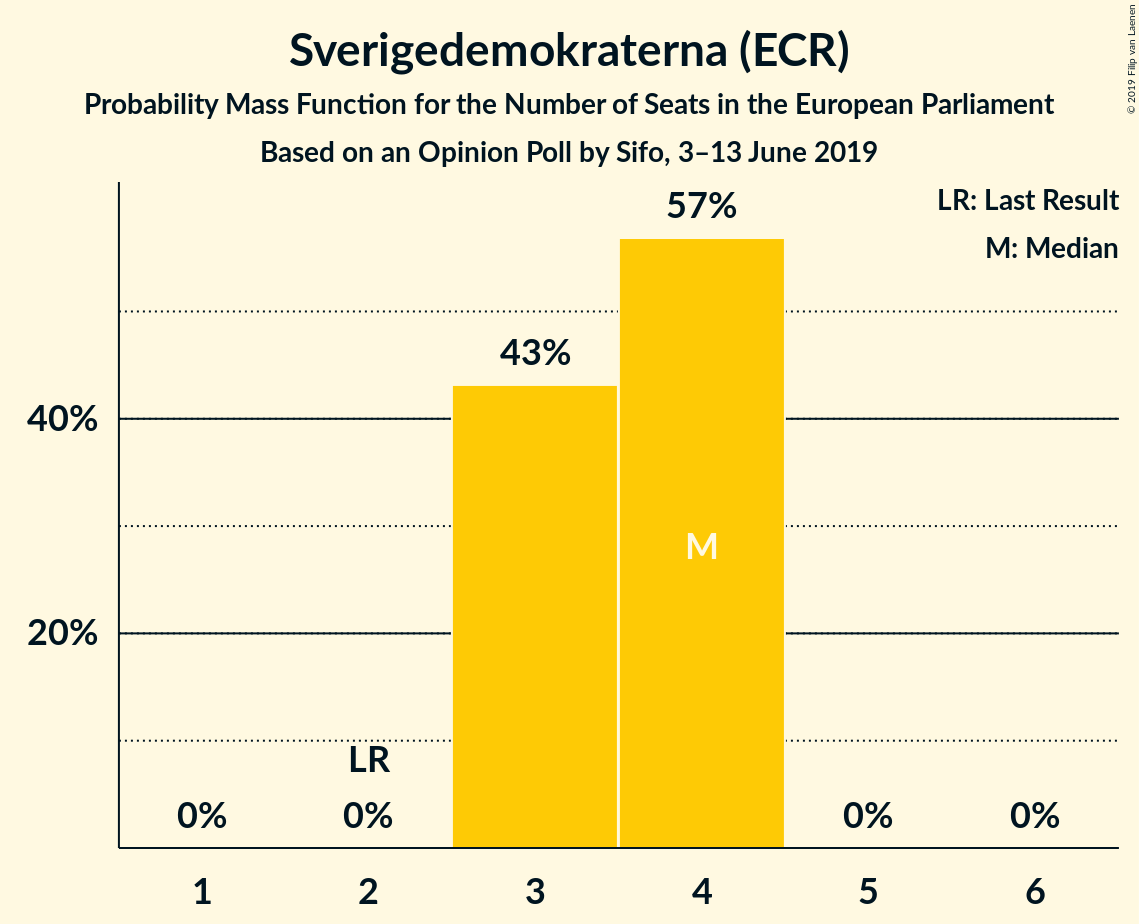 Sverigedemokraterna (ECR)
Probability Mass Function for the Number of Seats in the European Parliament
Based on an Opinion Poll by Sifo, 3–13 June 2019
© 2019 Filip van Laenen
LR: Last Result
M: Median
57%
43%
40%
M
20%
LR
0%
0%
0%
0%
1
2
3
4
5
6